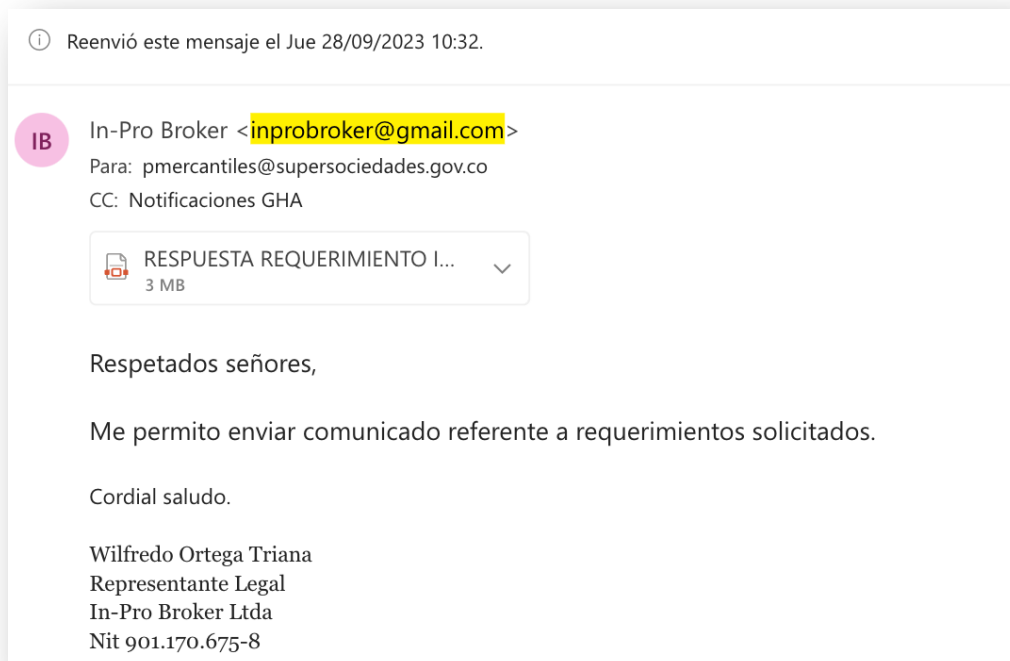 Reenvió este mensaje el Jue 28/09/2023 10:32.
IB
In-Pro Broker <inprobroker@gmail.com>
Para: pmercantiles@supersociedades.gov.co
CC: Notificaciones GHA
RESPUESTA REQUERIMIENTO I...
3 MB
Respetados señores,
Me permito enviar comunicado referente a requerimientos solicitados.
Cordial saludo.
Wilfredo Ortega Triana
Representante Legal
In-Pro Broker Ltda
Nit 901.170.675-8